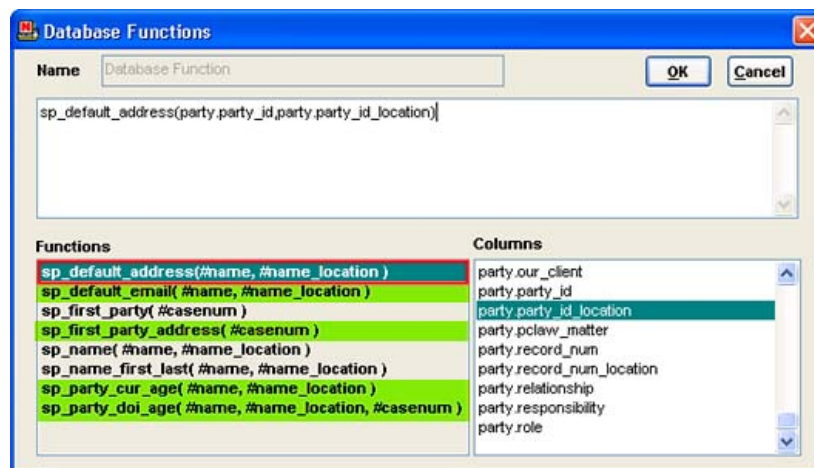 Database Functions
Name Database Function OK Cancel
sp_default_address(party.party_id,party.party_id_location)
Functions
sp_default_address(#name, #name_location )
sp_default_email( #name, #name_location )
sp_first_party( #casenum )
sp_first_party_address( #casenum )
sp_name( #name, #name_location )
sp_name_first_last( #name, #name_location )
sp_party_cur_age( #name, #name_location )
sp_party_doi_age( #name, #name_location, #casenum )
Columns
party.our_client
party.party_id
party.party_id_location
party.pclaw_matter
party.record_num
party.record_num_location
party.relationship
party.responsibility
party.role